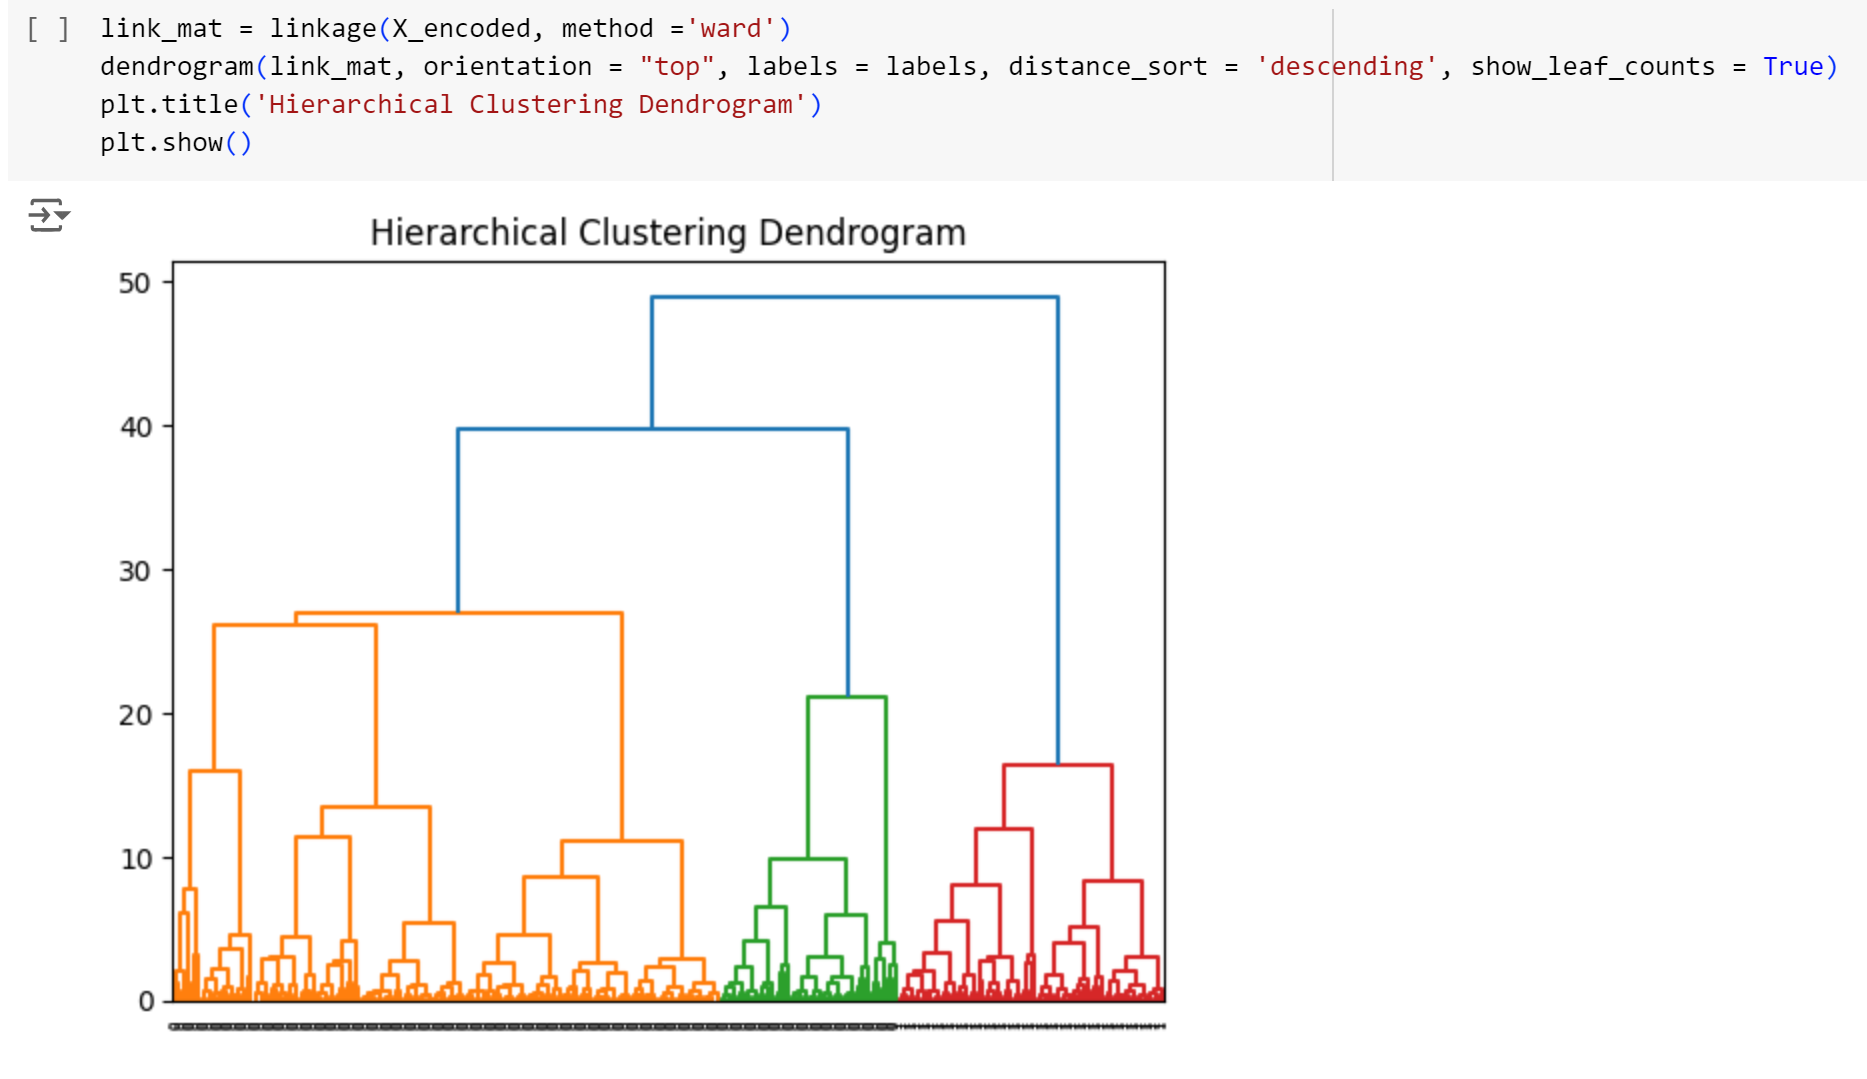 [ ] link_mat = linkage(X_encoded, method ='ward')
dendrogram(link_mat, orientation = "top", labels = labels, distance_sort = 'descending', show_leaf_counts = True)
plt.title('Hierarchical Clustering Dendrogram')
plt.show()
Hierarchical Clustering Dendrogram
50
40
30
20
10
0